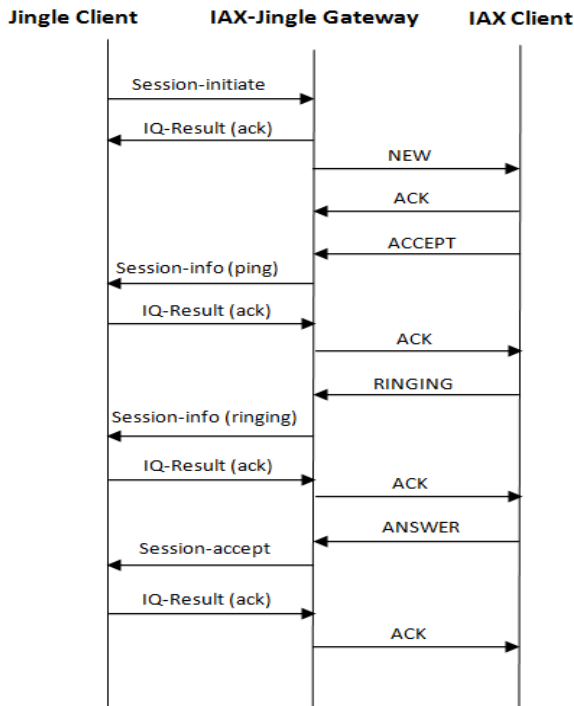 Jingle Client IAX-Jingle Gateway IAX Client
Session-initiate
IQ-Result (ack)
NEW
ACK
ACCEPT
Session-info (ping)
IQ-Result (ack)
ACK
RINGING
Session-info (ringing)
IQ-Result (ack)
ACK
ANSWER
Session-accept
IQ-Result (ack)
ACK